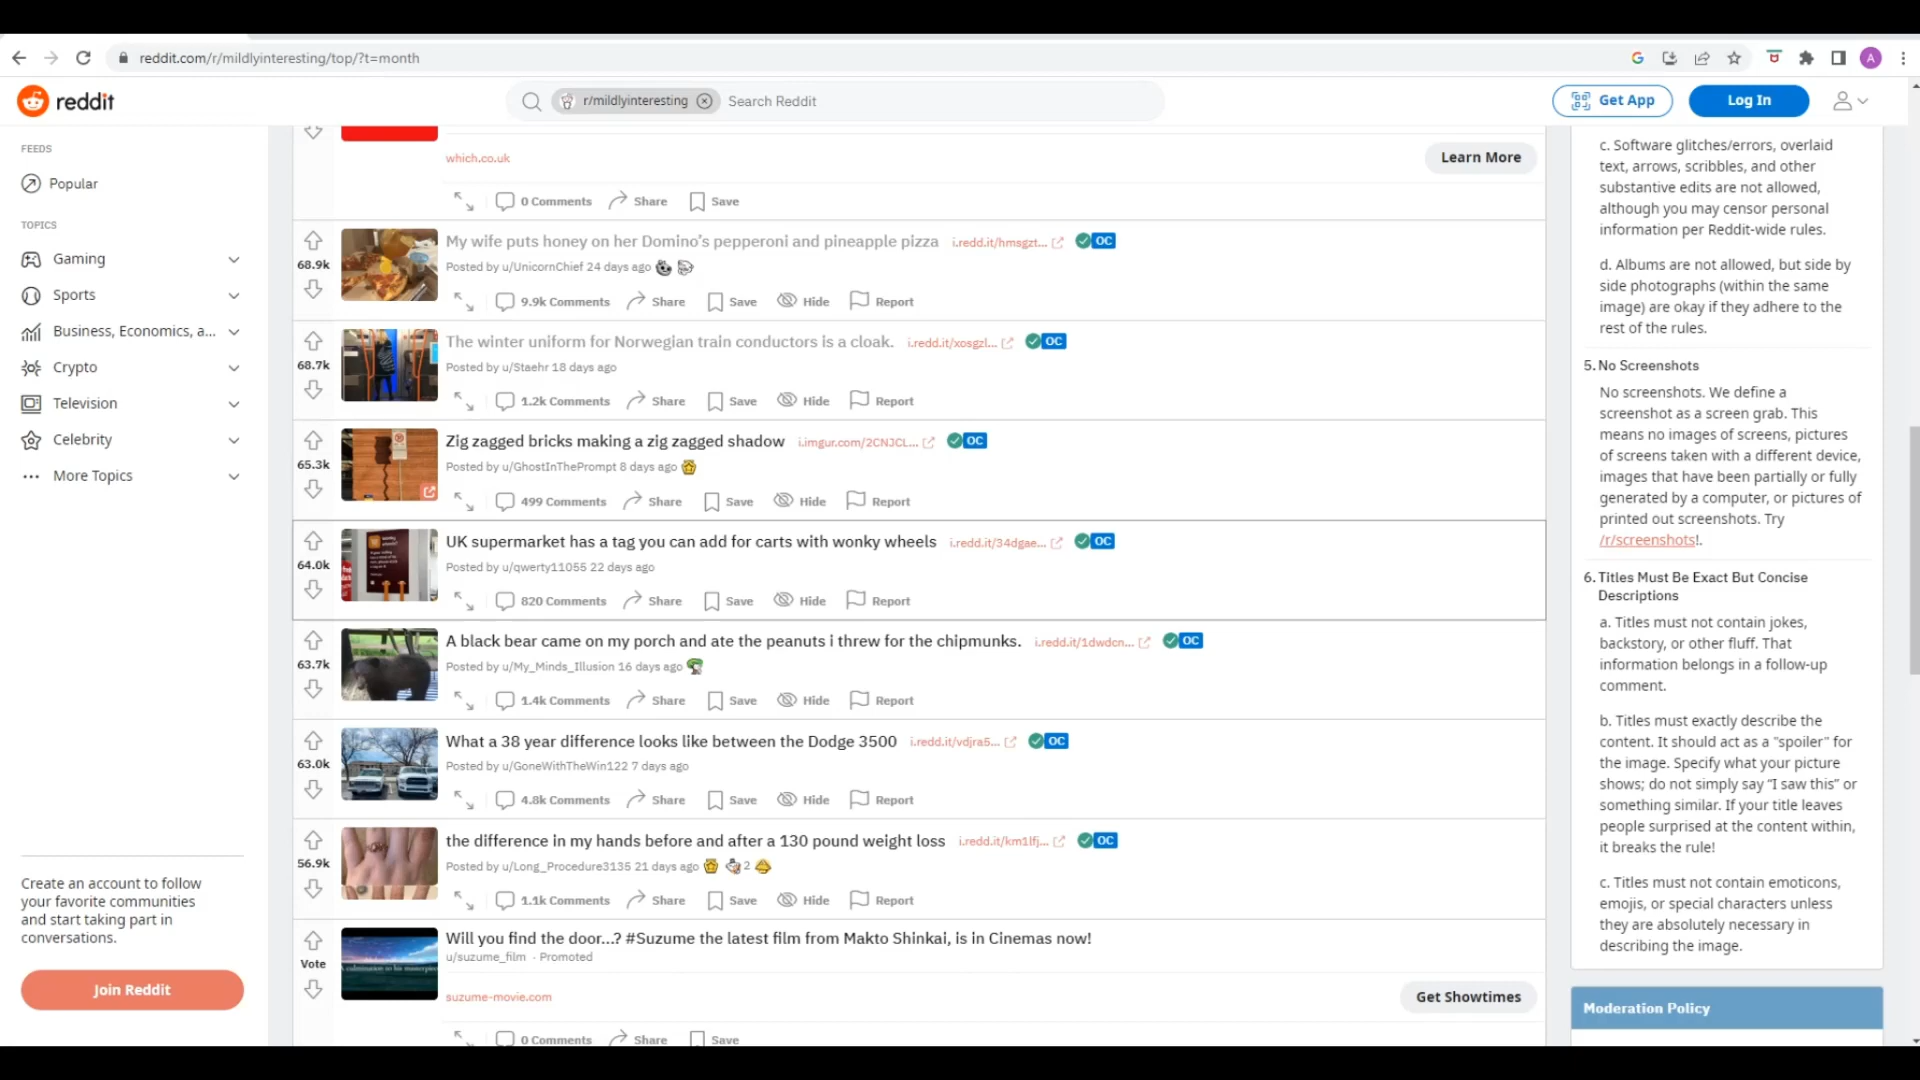 reddit.com/r/mildlyinteresting/top/?t=month
A
reddit
r/mildlyinteresting
Search Reddit
Get App
Log In
FEEDS
Popular
TOPICS
Gaming
Sports
Business, Economics, a...
Crypto
Television
Celebrity
More Topics
Create an account to follow
your favorite communities
and start taking part in
conversations.
Join Reddit
which.co.uk
Learn More
0 Comments Share Save
68.9k
My wife puts honey on her Domino’s pepperoni and pineapple pizza i.redd.it/hmsgzt... OC
Posted by u/UnicornChief 24 days ago
9.9k Comments Share Save Hide Report
68.7k
The winter uniform for Norwegian train conductors is a cloak. i.redd.it/xosgzl... OC
Posted by u/Staehr 18 days ago
1.2k Comments Share Save Hide Report
65.3k
Zig zagged bricks making a zig zagged shadow i.imgur.com/2CNJCL... OC
Posted by u/GhostInThePrompt 8 days ago
499 Comments Share Save Hide Report
64.0k
UK supermarket has a tag you can add for carts with wonky wheels i.redd.it/34dgae... OC
Posted by u/qwerty11055 22 days ago
820 Comments Share Save Hide Report
63.7k
A black bear came on my porch and ate the peanuts i threw for the chipmunks. i.redd.it/1dwdcn... OC
Posted by u/My_Minds_Illusion 16 days ago
1.4k Comments Share Save Hide Report
63.0k
What a 38 year difference looks like between the Dodge 3500 i.redd.it/vdjra5... OC
Posted by u/GoneWithTheWin122 7 days ago
4.8k Comments Share Save Hide Report
56.9k
the difference in my hands before and after a 130 pound weight loss i.redd.it/km1lfj... OC
Posted by u/Long_Procedure3135 21 days ago 2
1.1k Comments Share Save Hide Report
Vote
Will you find the door...? #Suzume the latest film from Makto Shinkai, is in Cinemas now!
u/suzume_film · Promoted
suzume-movie.com
Get Showtimes
0 Comments Share Save
c. Software glitches/errors, overlaid
text, arrows, scribbles, and other
substantive edits are not allowed,
although you may censor personal
information per Reddit-wide rules.
d. Albums are not allowed, but side by
side photographs (within the same
image) are okay if they adhere to the
rest of the rules.
5. No Screenshots
No screenshots. We define a
screenshot as a screen grab. This
means no images of screens, pictures
of screens taken with a different device,
images that have been partially or fully
generated by a computer, or pictures of
printed out screenshots. Try
/r/screenshots!.
6. Titles Must Be Exact But Concise
Descriptions
a. Titles must not contain jokes,
backstory, or other fluff. That
information belongs in a follow-up
comment.
b. Titles must exactly describe the
content. It should act as a "spoiler" for
the image. Specify what your picture
shows; do not simply say “I saw this” or
something similar. If your title leaves
people surprised at the content within,
it breaks the rule!
c. Titles must not contain emoticons,
emojis, or special characters unless
they are absolutely necessary in
describing the image.
Moderation Policy